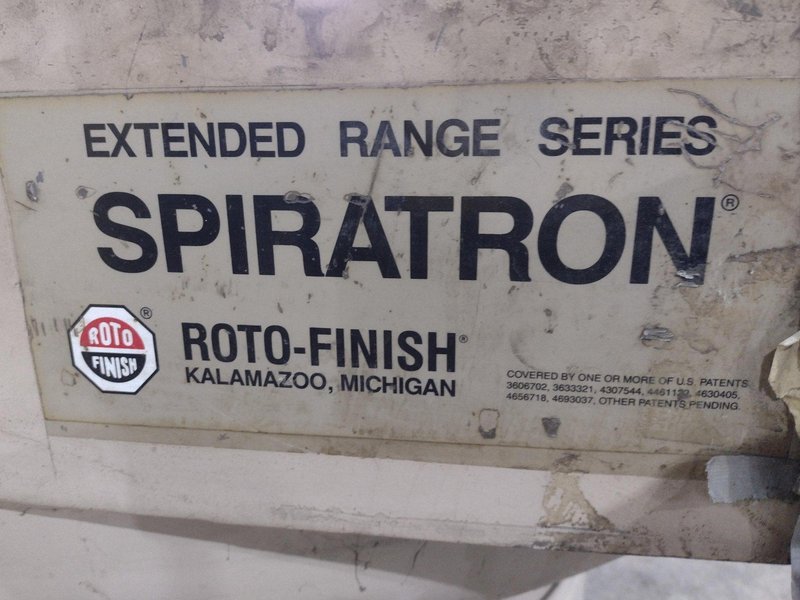 EXTENDED RANGE SERIES
SPIRATRON®
ROTO FINISH ®
ROTO-FINISH®
KALAMAZOO, MICHIGAN
COVERED BY ONE OR MORE OF U.S. PATENTS
3606702, 3633321, 4307544, 4630405,
4656718, 4693037, OTHER PATENTS PENDING.